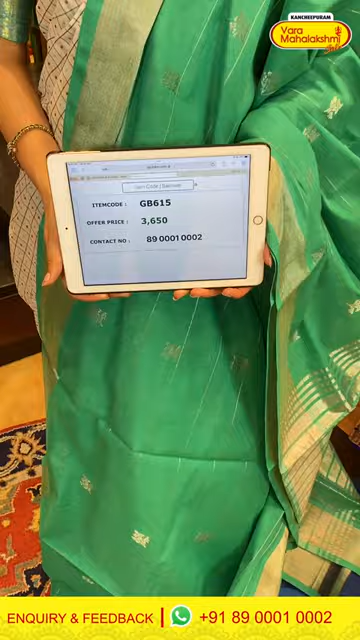 KANCHEEPURAM
Vara
Mahalakshmi
Silks
ITEMCODE : GB615
OFFER PRICE : 3,650
CONTACT NO : 89 0001 0002
ENQUIRY & FEEDBACK | +91 89 0001 0002